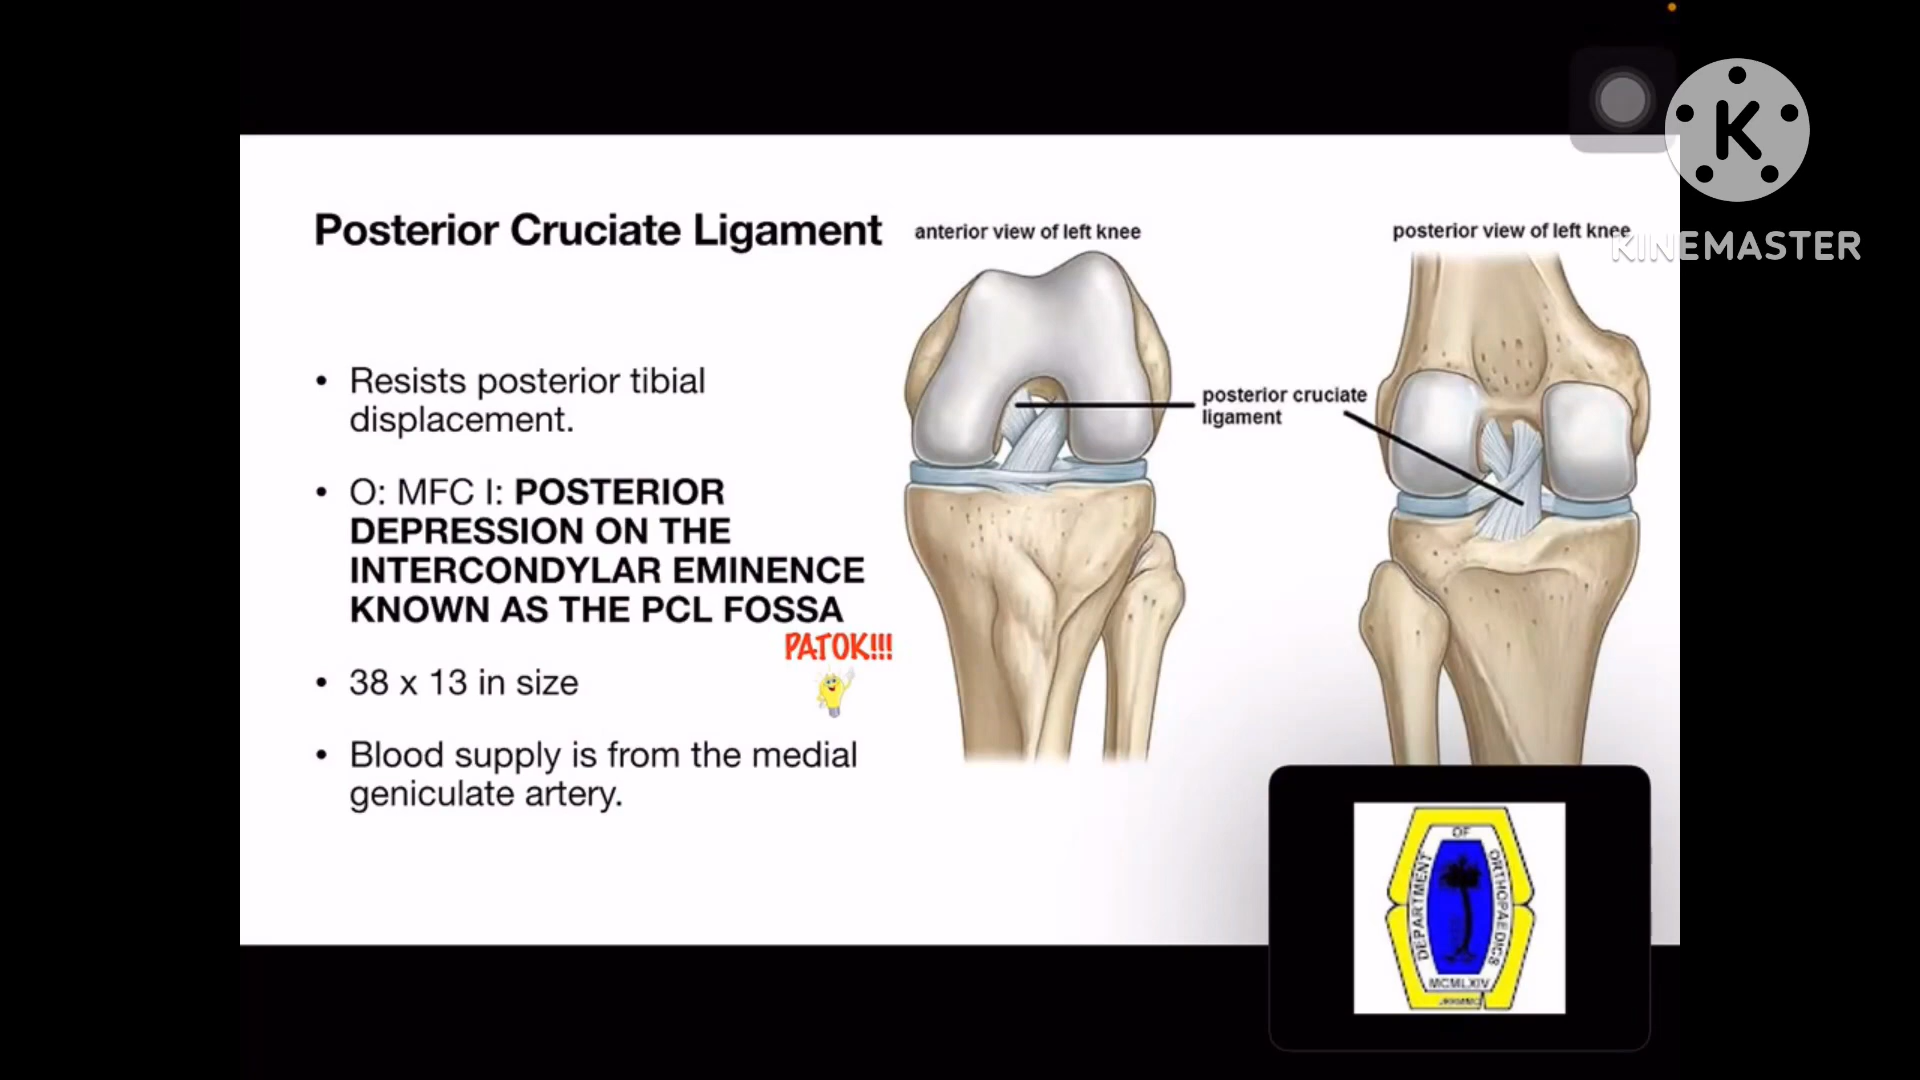 K
KINEMASTER
Posterior Cruciate Ligament
anterior view of left knee
posterior view of left knee
• Resists posterior tibial
displacement.
posterior cruciate
ligament
• O: MFC I: POSTERIOR
DEPRESSION ON THE
INTERCONDYLAR EMINENCE
KNOWN AS THE PCL FOSSA
PATOK!!!
• 38 x 13 in size
• Blood supply is from the medial
geniculate artery.
DEPARTMENT
OF
ORTHOPAEDICS
MCMLXIV